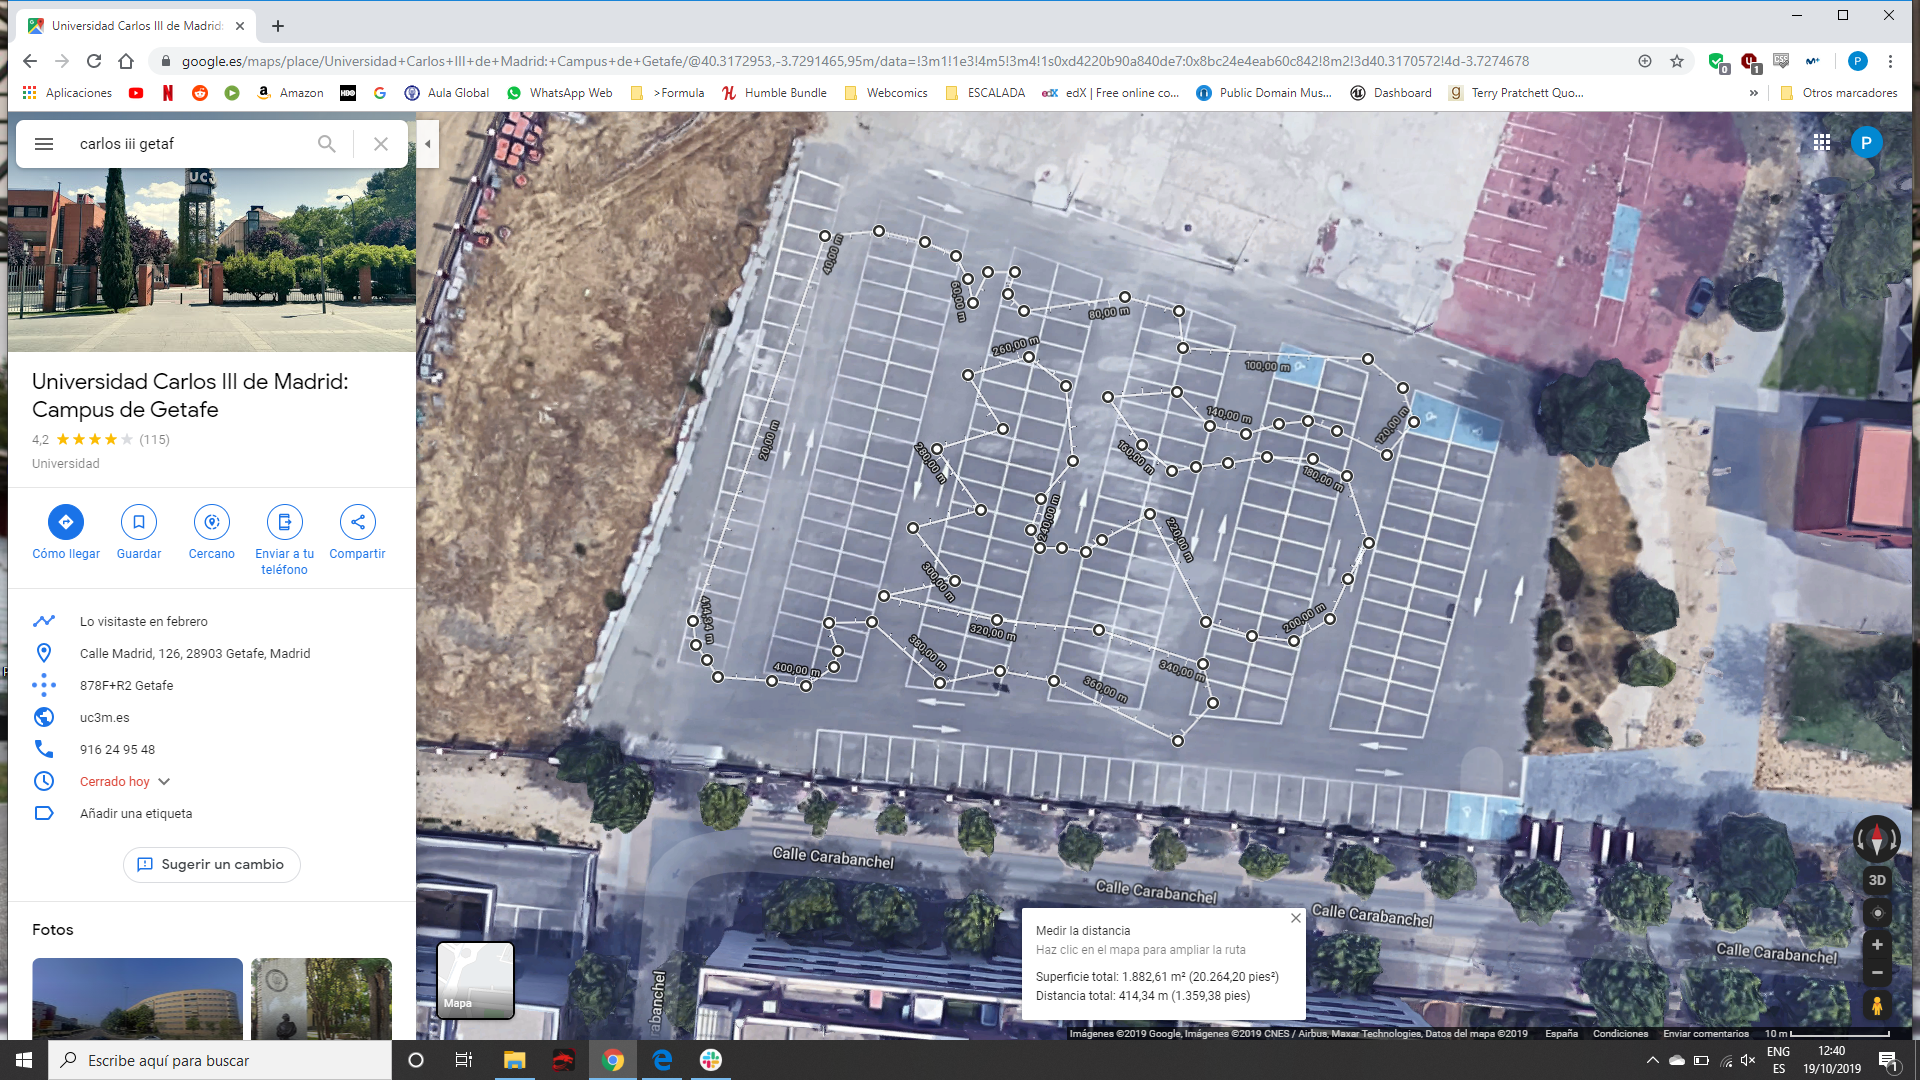 Universidad Carlos III de Madrid
google.es/maps/place/Universidad+Carlos+III+de+Madrid:+Campus+de+Getafe/@40.3172953,-3.7291465,95m/data=!3m1!1e3!4m5!3m4!1s0xd4220b90a840de7:0x8bc24e4eab60c842!8m2!3d40.3170572!4d-3.7274678
Aplicaciones
Amazon
HBO
Aula Global
WhatsApp Web
>Formula
Humble Bundle
Webcomics
ESCALADA
edX | Free online co...
Public Domain Mus...
Dashboard
Terry Pratchett Quo...
»
Otros marcadores
carlos iii getaf
P
UC3
Universidad Carlos III de Madrid:
Campus de Getafe
4,2 (115)
Universidad
Cómo llegar
Guardar
Cercano
Enviar a tu
teléfono
Compartir
Lo visitaste en febrero
Calle Madrid, 126, 28903 Getafe, Madrid
878F+R2 Getafe
uc3m.es
916 24 95 48
Cerrado hoy
Añadir una etiqueta
Sugerir un cambio
Fotos
20,00 m
40,00 m
60,00 m
80,00 m
100,00 m
120,00 m
140,00 m
160,00 m
180,00 m
200,00 m
220,00 m
240,00 m
260,00 m
280,00 m
300,00 m
320,00 m
340,00 m
360,00 m
380,00 m
400,00 m
414,34 m
Calle Carabanchel
Calle Carabanchel
Calle Carabanchel
Calle Carabanchel
rabanchel
Mapa
3D
Medir la distancia
Haz clic en el mapa para ampliar la ruta
Superficie total: 1.882,61 m² (20.264,20 pies²)
Distancia total: 414,34 m (1.359,38 pies)
Imágenes ©2019 Google, Imágenes ©2019 CNES / Airbus, Maxar Technologies, Datos del mapa ©2019
España
Condiciones
Enviar comentarios
10 m
Escribe aquí para buscar
ENG
ES
12:40
19/10/2019
1